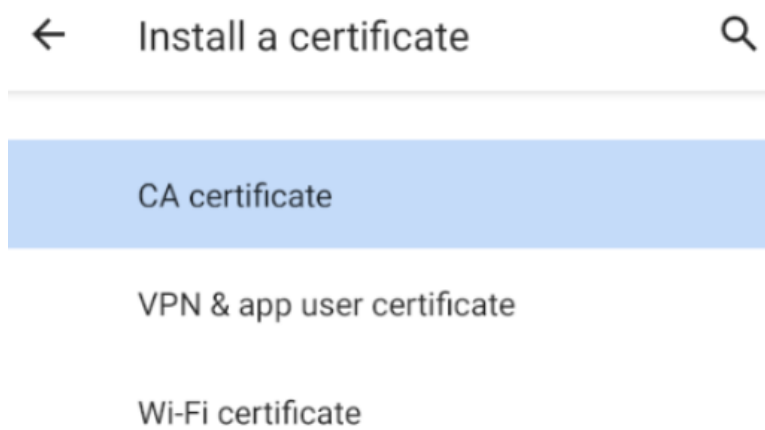 Install a certificate
CA certificate
VPN & app user certificate
Wi-Fi certificate